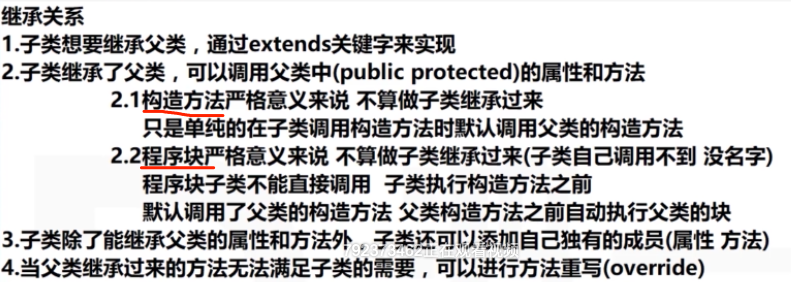 继承关系
1.子类想要继承父类，通过extends关键字来实现
2.子类继承了父类，可以调用父类中(public protected)的属性和方法
2.1构造方法严格意义来说 不算做子类继承过来
只是单纯的在子类调用构造方法时默认调用父类的构造方法
2.2程序块严格意义来说 不算做子类继承过来(子类自己调用不到 没名字)
程序块子类不能直接调用 子类执行构造方法之前
默认调用了父类的构造方法 父类构造方法之前自动执行父类的块
3.子类除了能继承父类的属性和方法外，子类还可以添加自己独有的成员(属性 方法)
正在观看视频
4.当父类继承过来的方法无法满足子类的需要，可以进行方法重写(override)